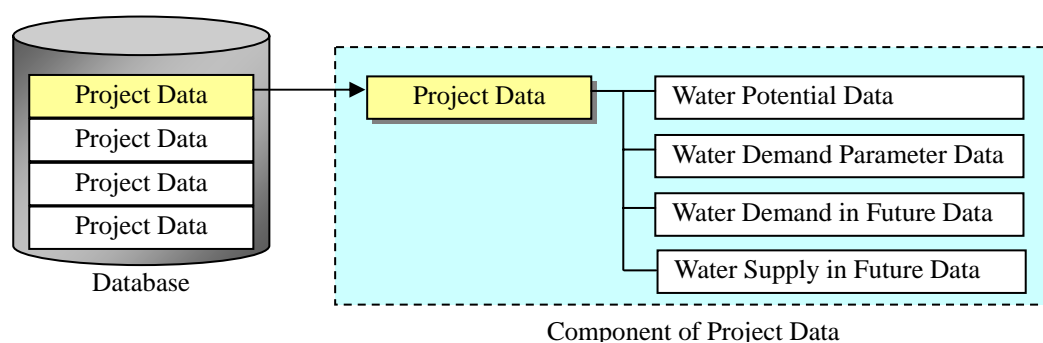 Project Data
Project Data
Project Data
Project Data
Database
Project Data
Water Potential Data
Water Demand Parameter Data
Water Demand in Future Data
Water Supply in Future Data
Component of Project Data